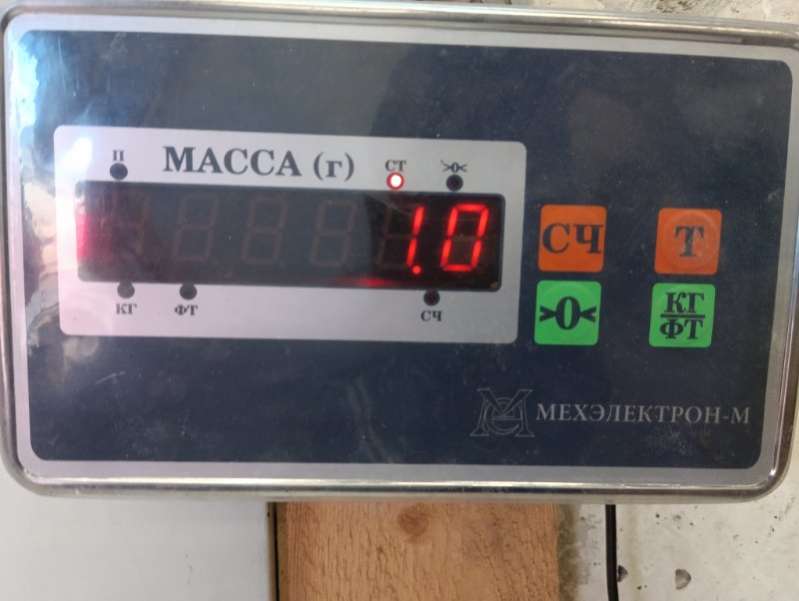 П МАССА (г) СТ >0<
1.0
КГ ФТ СЧ
СЧ Т
>0< КГ
ФТ
МЕХЭЛЕКТРОН-М